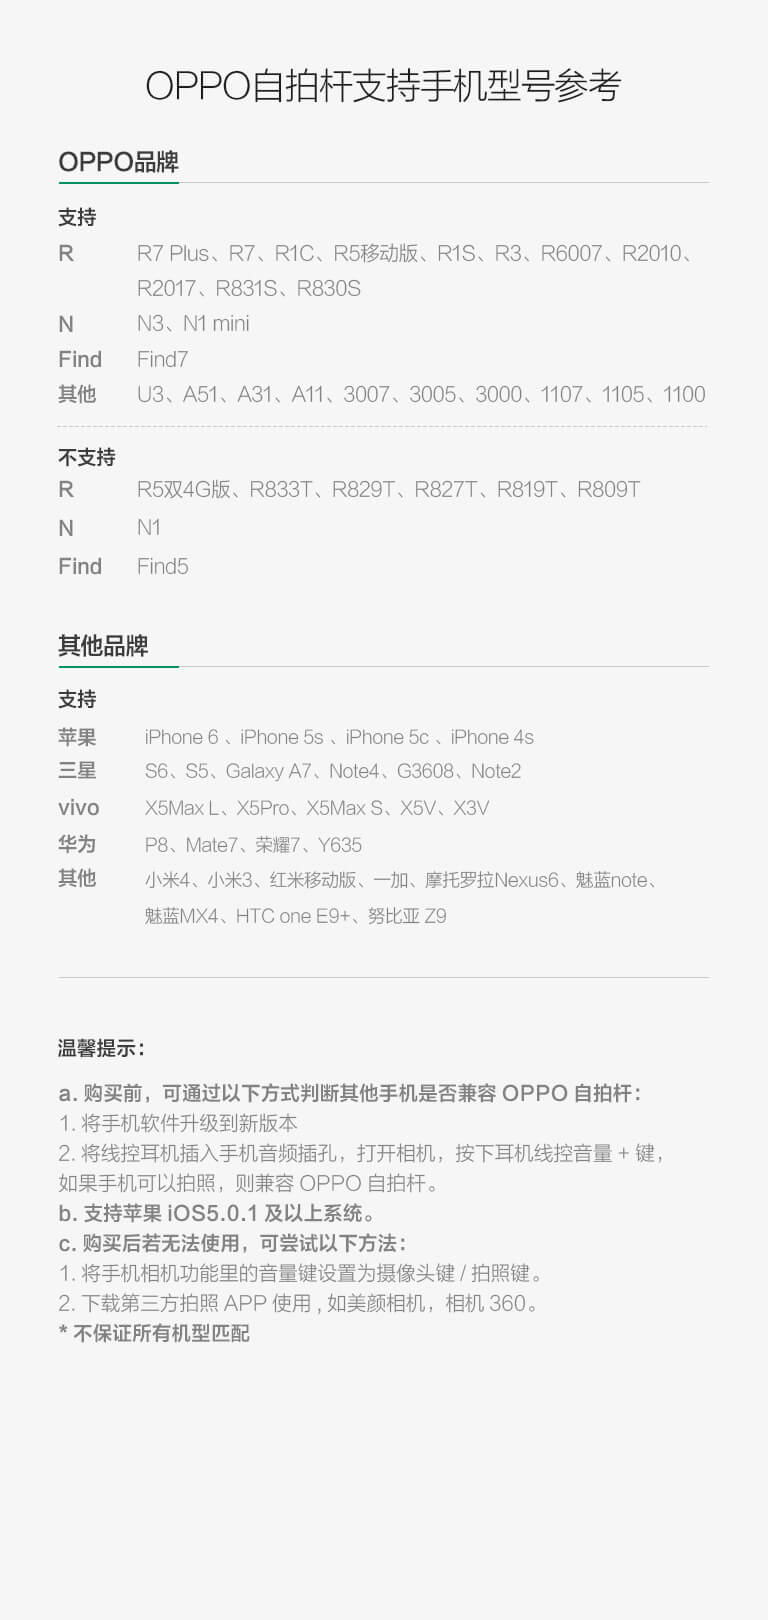 OPPO自拍杆支持手机型号参考
OPPO品牌
支持
R R7 Plus、R7、R1C、R5移动版、R1S、R3、R6007、R2010、
R2017、R831S、R830S
N N3、N1 mini
Find Find7
其他 U3、A51、A31、A11、3007、3005、3000、1107、1105、1100
不支持
R R5双4G版、R833T、R829T、R827T、R819T、R809T
N N1
Find Find5
其他品牌
支持
苹果 iPhone 6 、iPhone 5s 、iPhone 5c 、iPhone 4s
三星 S6、S5、Galaxy A7、Note4、G3608、Note2
vivo X5Max L、X5Pro、X5Max S、X5V、X3V
华为 P8、Mate7、荣耀7、Y635
其他 小米4、小米3、红米移动版、一加、摩托罗拉Nexus6、魅蓝note、
魅蓝MX4、HTC one E9+、努比亚 Z9
温馨提示：
a. 购买前，可通过以下方式判断其他手机是否兼容 OPPO 自拍杆：
1. 将手机软件升级到新版本
2. 将线控耳机插入手机音频插孔，打开相机，按下耳机线控音量 + 键，
如果手机可以拍照，则兼容 OPPO 自拍杆。
b. 支持苹果 iOS5.0.1 及以上系统。
c. 购买后若无法使用，可尝试以下方法：
1. 将手机相机功能里的音量键设置为摄像头键 / 拍照键。
2. 下载第三方拍照 APP 使用 , 如美颜相机，相机 360。
* 不保证所有机型匹配